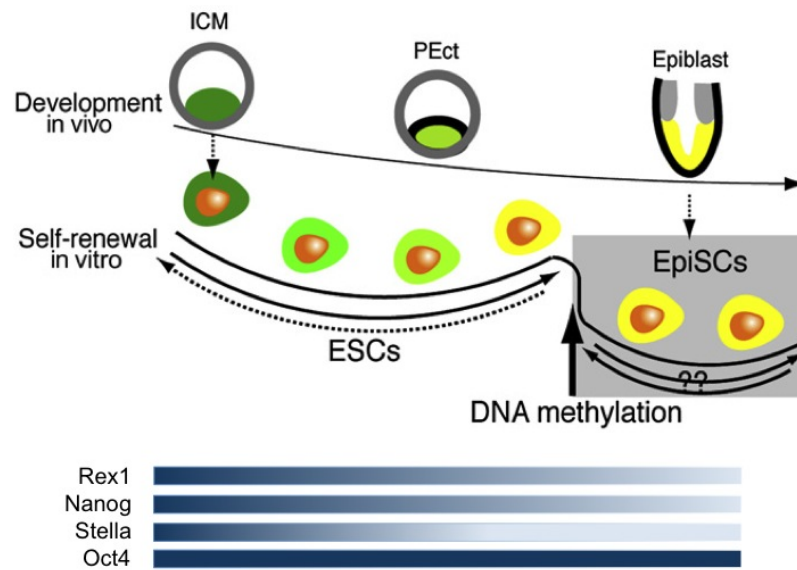 ICM
PEct
Epiblast
Development
in vivo
Self-renewal
in vitro
EpiSCs
ESCs
??
DNA methylation
Rex1
Nanog
Stella
Oct4